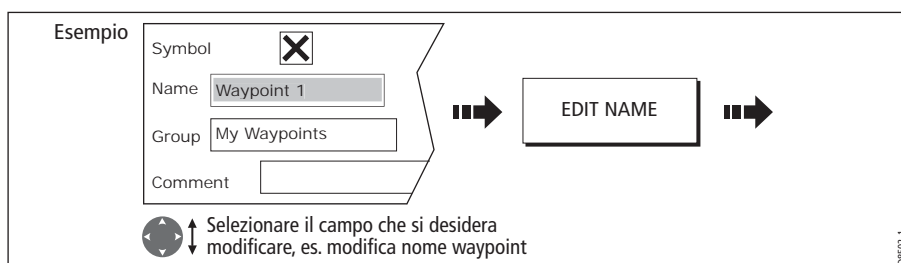 Esempio
Symbol
Name Waypoint 1
Group My Waypoints
Comment
EDIT NAME
Selezionare il campo che si desidera
modificare, es. modifica nome waypoint